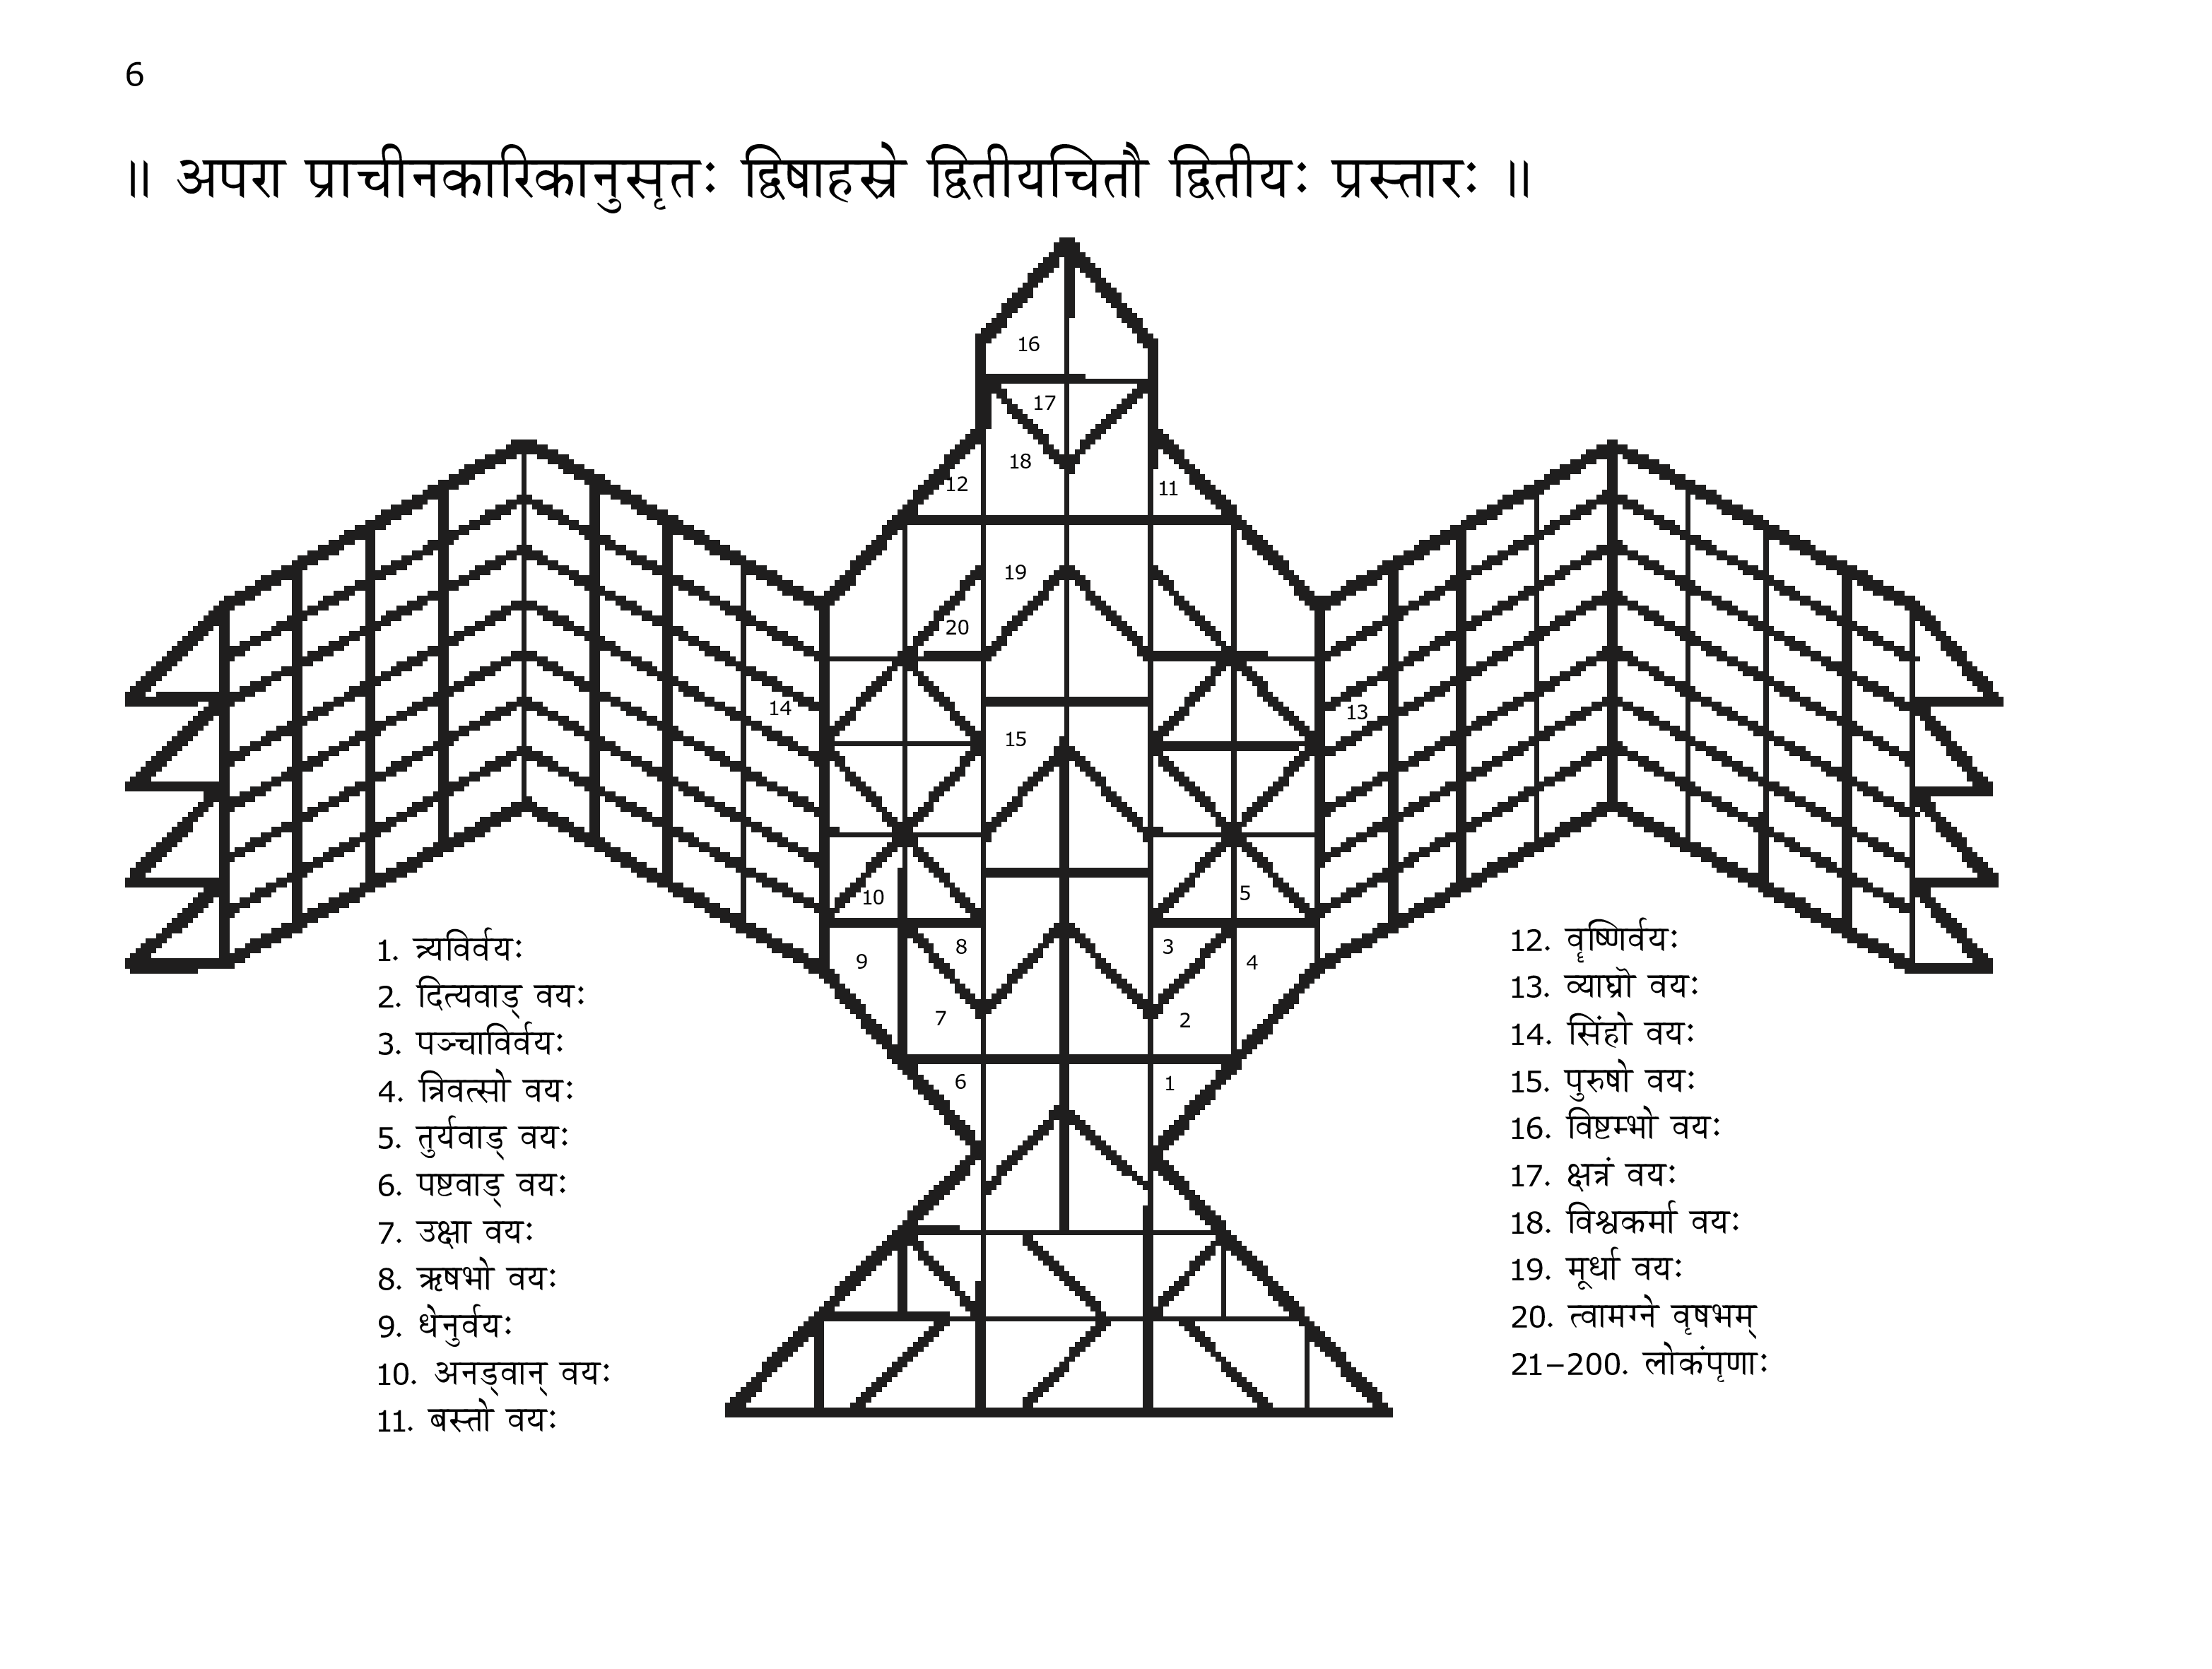 6
॥ अपरा प्राचीनकारिकानुसृतः द्विषाहस्रे द्वितीयचितौ द्वितीयः प्रस्तारः ॥
16
17
18
12
11
19
20
14
13
15
10
5
8
3
9
4
7
2
6
1
1. त्र्यविर्वयः
2. दित्यवाड् वयः
3. पञ्चाविर्वयः
4. त्रिवत्सो वयः
5. तुर्यवाड् वयः
6. पष्टवाड् वयः
7. उक्षा वयः
8. ऋषभो वयः
9. धेनुर्वयः
10. अनड्वान् वयः
11. बस्तो वयः
12. वृष्णिर्वयः
13. व्याघ्रो वयः
14. सिंहो वयः
15. पुरुषो वयः
16. विष्टम्भो वयः
17. क्षत्रं वयः
18. विश्वकर्मा वयः
19. मूर्धा वयः
20. त्वामग्ने वृषभम्
21–200. लोकंपृणाः